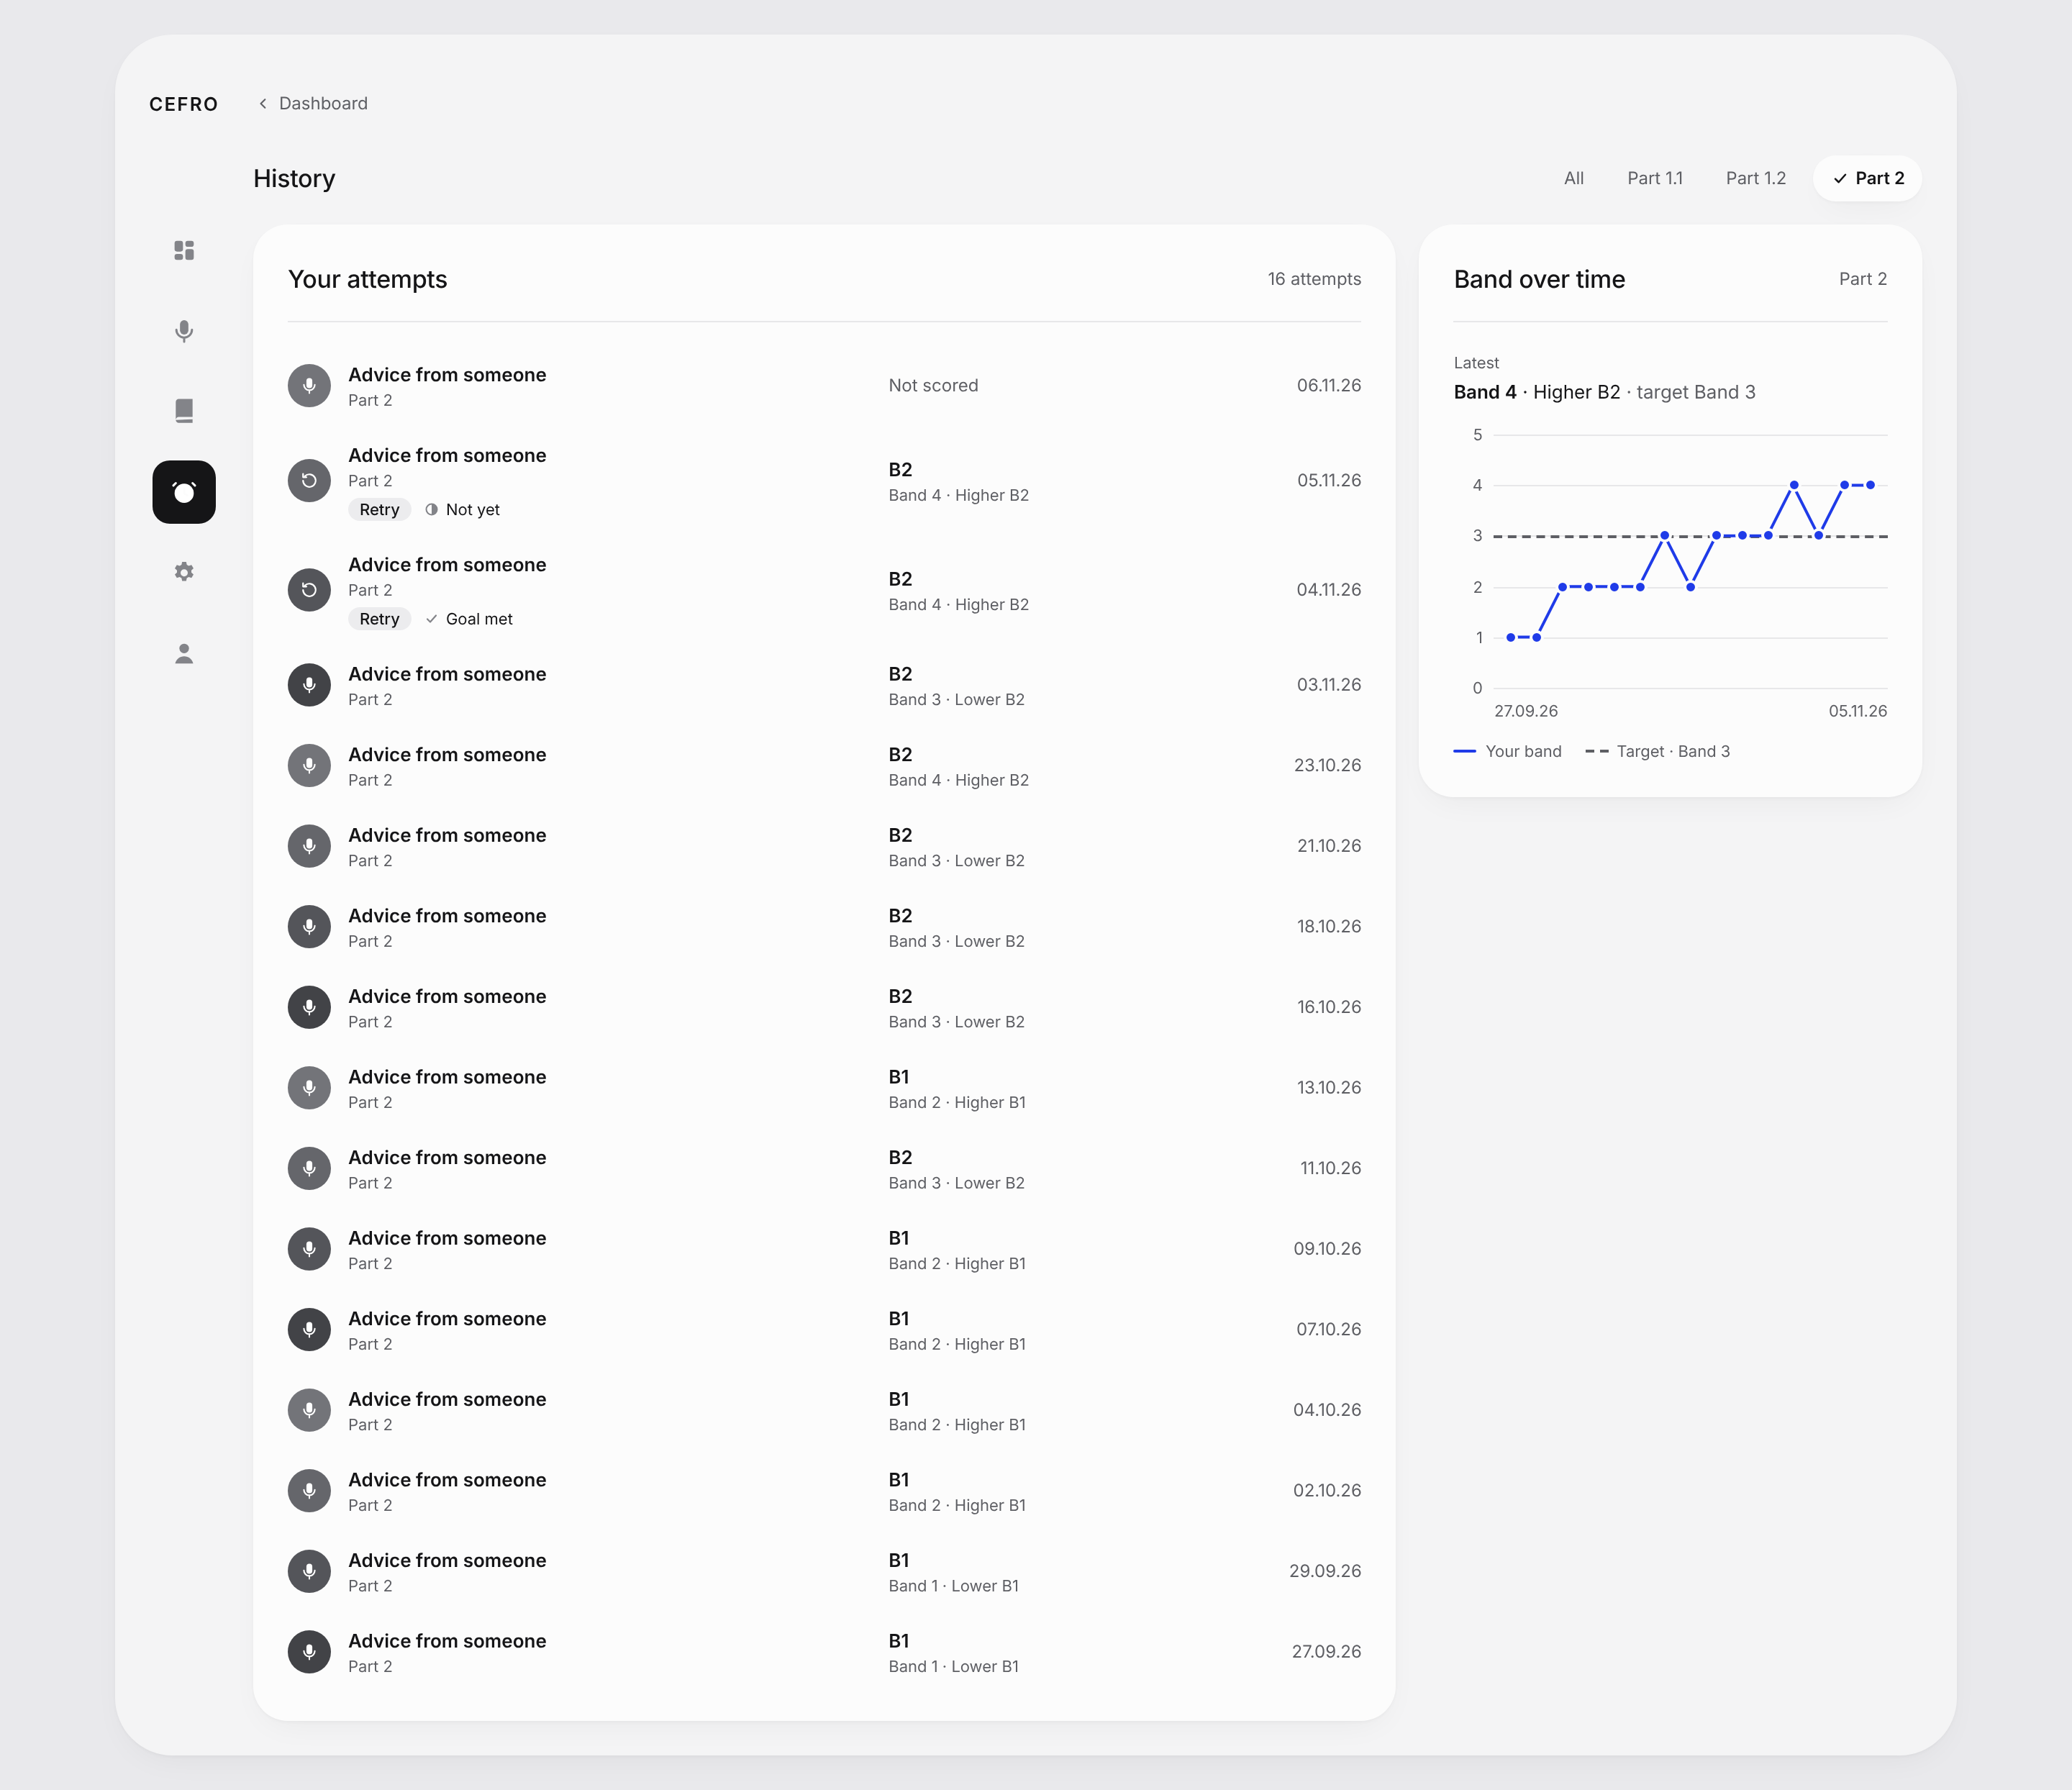 CEFRO
Dashboard
History
All
Part 1.1
Part 1.2
Part 2
Your attempts
16 attempts
Advice from someone
Part 2
Not scored
06.11.26
Advice from someone
Part 2
Retry
Not yet
B2
Band 4 · Higher B2
05.11.26
Advice from someone
Part 2
Retry
Goal met
B2
Band 4 · Higher B2
04.11.26
Advice from someone
Part 2
B2
Band 3 · Lower B2
03.11.26
Advice from someone
Part 2
B2
Band 4 · Higher B2
23.10.26
Advice from someone
Part 2
B2
Band 3 · Lower B2
21.10.26
Advice from someone
Part 2
B2
Band 3 · Lower B2
18.10.26
Advice from someone
Part 2
B2
Band 3 · Lower B2
16.10.26
Advice from someone
Part 2
B1
Band 2 · Higher B1
13.10.26
Advice from someone
Part 2
B2
Band 3 · Lower B2
11.10.26
Advice from someone
Part 2
B1
Band 2 · Higher B1
09.10.26
Advice from someone
Part 2
B1
Band 2 · Higher B1
07.10.26
Advice from someone
Part 2
B1
Band 2 · Higher B1
04.10.26
Advice from someone
Part 2
B1
Band 2 · Higher B1
02.10.26
Advice from someone
Part 2
B1
Band 1 · Lower B1
29.09.26
Advice from someone
Part 2
B1
Band 1 · Lower B1
27.09.26
Band over time
Part 2
Latest
Band 4 · Higher B2 · target Band 3
5
4
3
2
1
0
27.09.26
05.11.26
Your band
Target · Band 3